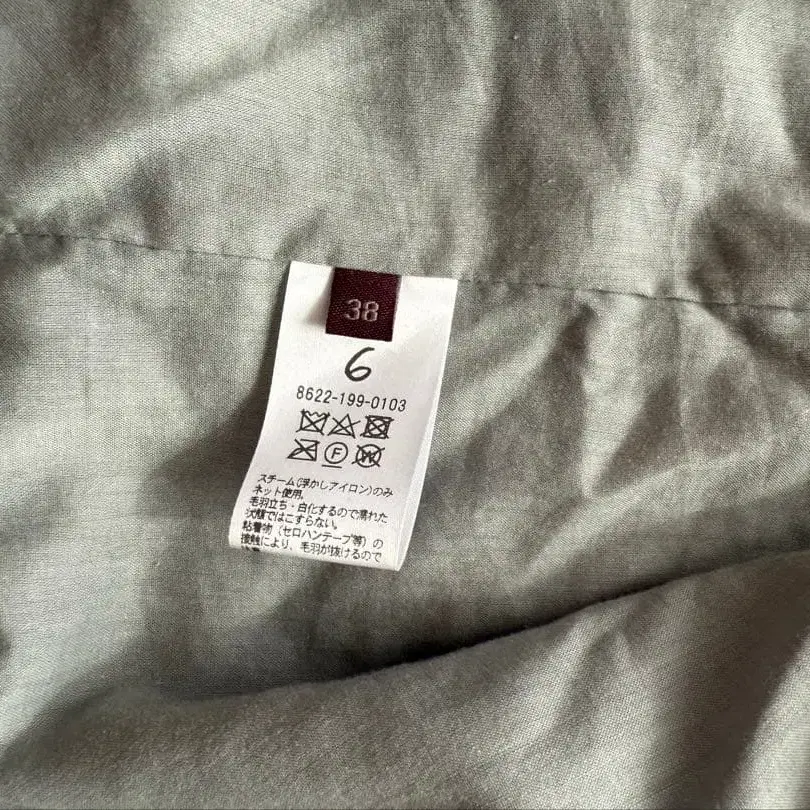 38
6
8622-199-0103
F W
スチーム(浮かしアイロン)のみ
ネット使用。
毛羽立ち・白化するので濡れた
状態ではこすらない。
粘着物(セロハンテープ等)の
接触により、毛羽が抜けるので